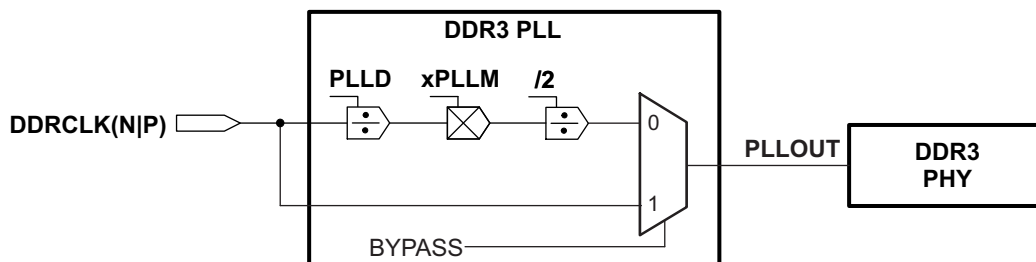 DDR3 PLL
PLLD
xPLLM
/2
DDRCLK(N|P)
0
PLLOUT
DDR3
PHY
1
BYPASS